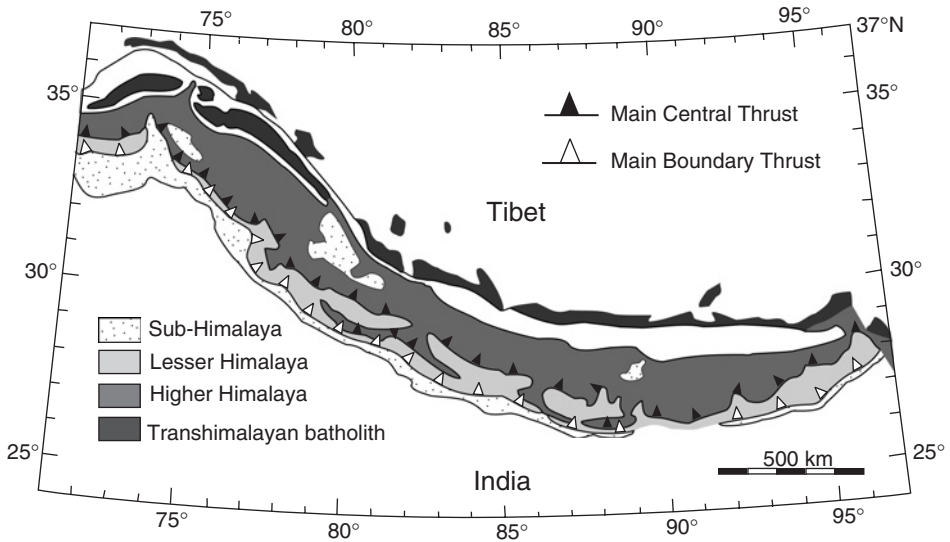 75° 80° 85° 90° 95° 37°N
35° 35°
Main Central Thrust
Main Boundary Thrust
Tibet
30° 30°
Sub-Himalaya
Lesser Himalaya
Higher Himalaya
Transhimalayan batholith
25° 25°
500 km
India
75° 80° 85° 90° 95°